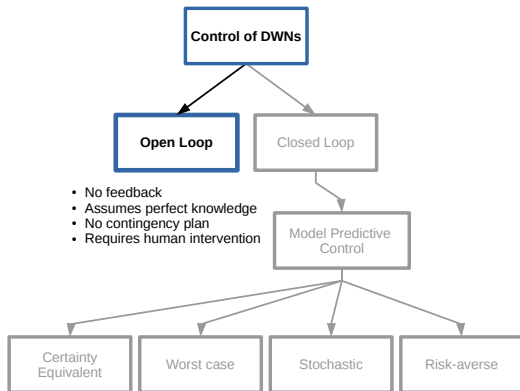 Control of DWNs
Open Loop
Closed Loop
• No feedback
• Assumes perfect knowledge
• No contingency plan
• Requires human intervention
Model Predictive
Control
Certainty
Equivalent
Worst case
Stochastic
Risk-averse